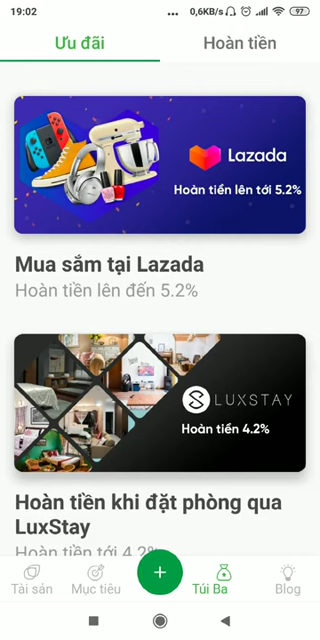 19:02 ... 0,6KB/s 97
Ưu đãi Hoàn tiền
Lazada
Hoàn tiền lên tới 5.2%
Mua sắm tại Lazada
Hoàn tiền lên đến 5.2%
LUXSTAY
Hoàn tiền 4.2%
Hoàn tiền khi đặt phòng qua
LuxStay
Hoàn tiền tới 4.2%
Tài sản Mục tiêu + Túi Ba Blog